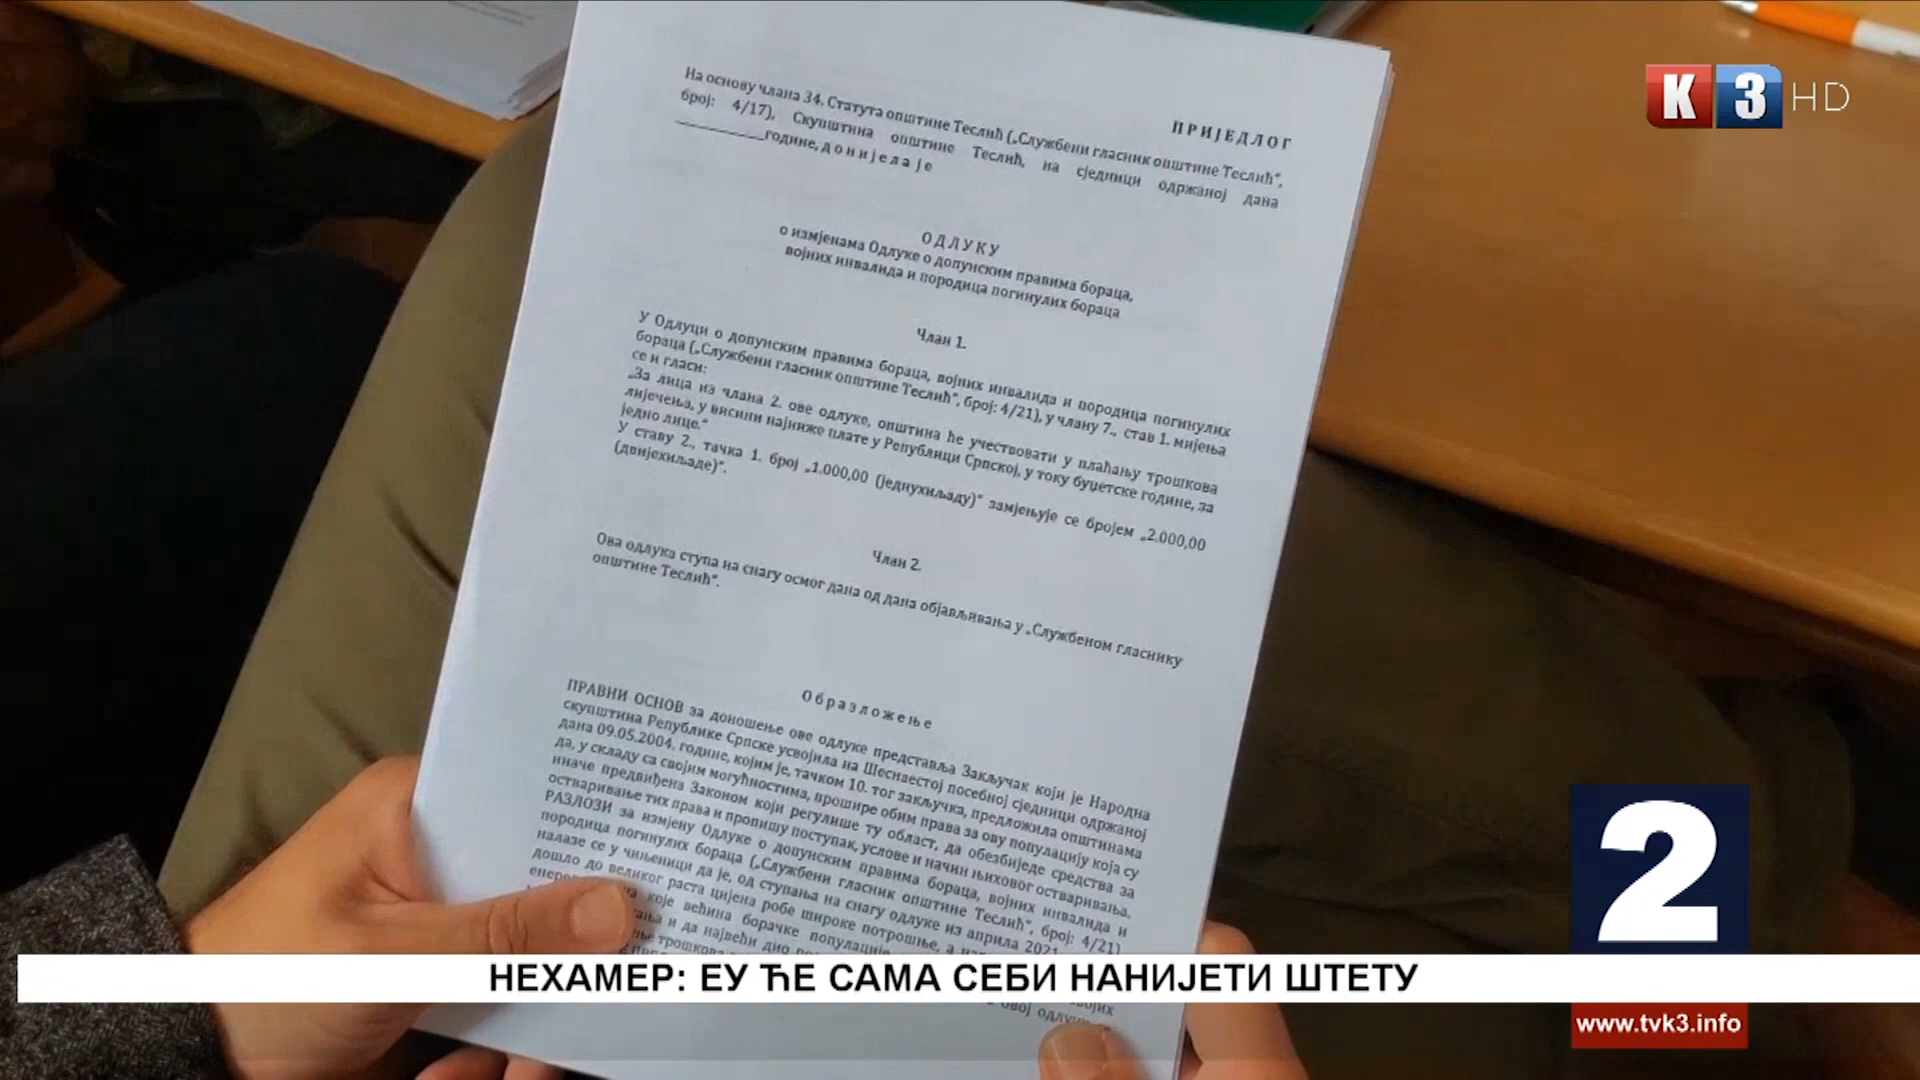 П Р И Ј Е Д Л О Г
На основу члана 34. Статута општине Теслић („Службени гласник општине Теслић“,
број: 4/17), Скупштина општине Теслић, на сједници одржаној дана
__________године, д о н и ј е л а ј е
О Д Л У К У
о измјенама Одлуке о допунским правима бораца,
војних инвалида и породица погинулих бораца
Члан 1.
У Одлуци о допунским правима бораца, војних инвалида и породица погинулих
бораца („Службени гласник општине Теслић“, број: 4/21), у члану 7., став 1. мијења
се и гласи:
„За лица из члана 2. ове одлуке, општина ће учествовати у плаћању трошкова
лијечења, у висини најниже плате у Републици Српској, у току буџетске године, за
једно лице.“
У ставу 2., тачка 1. број „1.000,00 (једнухиљаду)“ замјењује се бројем „2.000,00
(двијехиљаде)“.
Члан 2.
Ова одлука ступа на снагу осмог дана од дана објављивања у „Службеном гласнику
општине Теслић“.
О б р а з л о ж е њ е
ПРАВНИ ОСНОВ за доношење ове одлуке представља Закључак који је Народна
скупштина Републике Српске усвојила на Шеснаестој посебној сједници одржаној
дана 09.05.2004. године, којим је, тачком 10. тог закључка, предложила општинама
да, у складу са својим могућностима, прошире обим права за ову популацију која су
иначе предвиђена Законом који регулише ту област, да обезбиједе средства за
остваривање тих права и пропишу поступак, услове и начин њиховог остваривања.
РАЗЛОЗИ за измјену Одлуке о допунским правима бораца, војних инвалида и
породица погинулих бораца („Службени гласник општине Теслић“, број: 4/21)
налазе се у чињеници да је, од ступања на снагу одлуке из априла 2021.
дошло до великог раста цијена робе широке потрошње, а
које већина борачке популације
и да највећи дио
трошкова
овој
К3 HD
2
НЕХАМЕР: ЕУ ЋЕ САМА СЕБИ НАНИЈЕТИ ШТЕТУ
www.tvk3.info